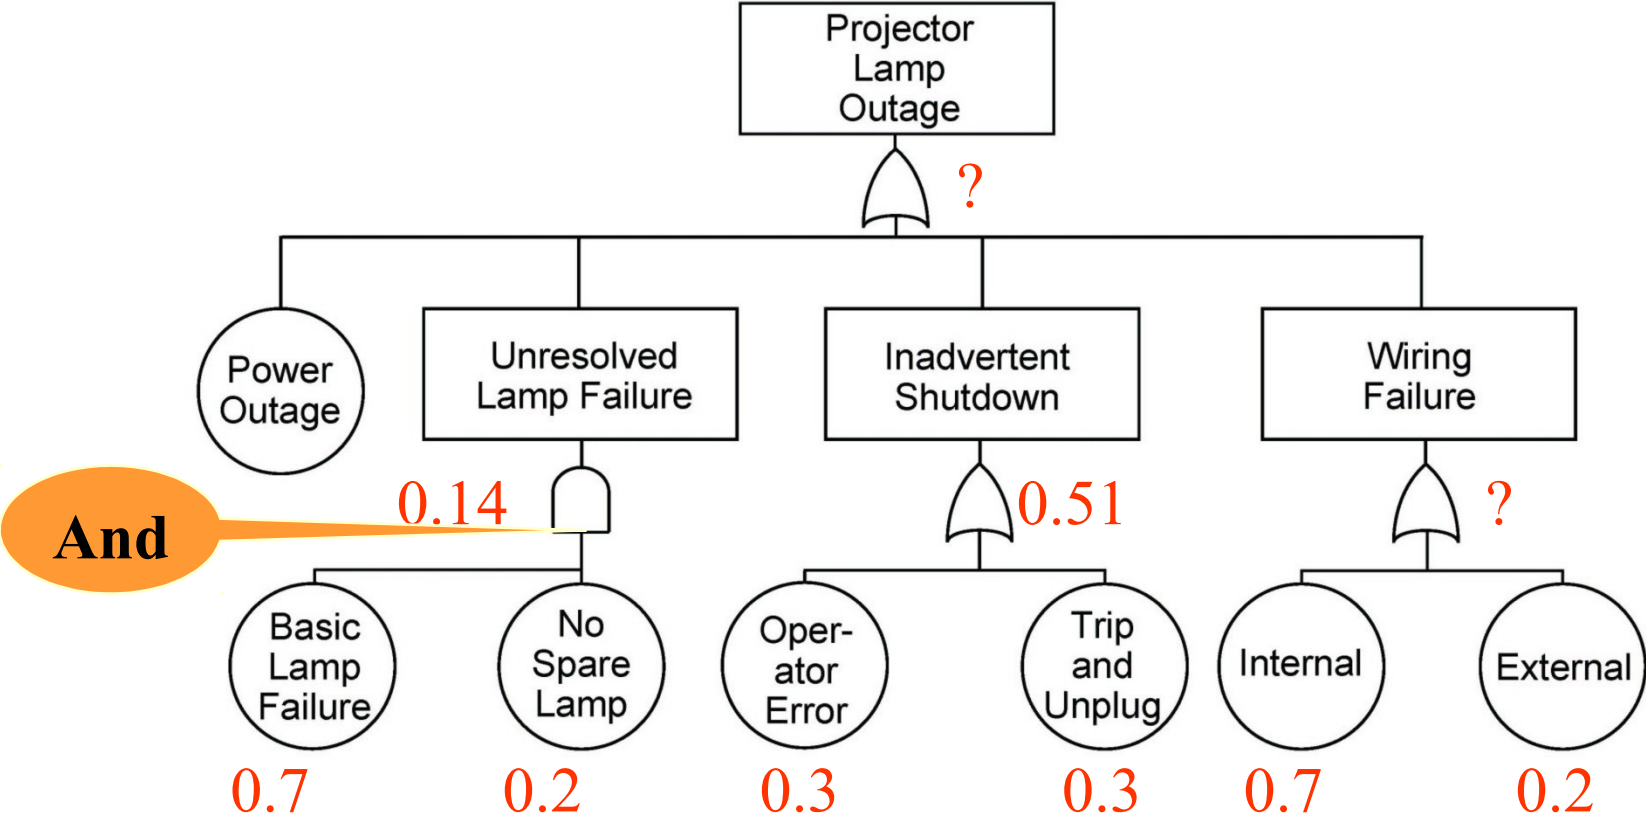 Projector
Lamp
Outage
?
Power
Outage
Unresolved
Lamp Failure
Inadvertent
Shutdown
Wiring
Failure
And
0.14
0.51
?
Basic
Lamp
Failure
No
Spare
Lamp
Oper-
ator
Error
Trip
and
Unplug
Internal
External
0.7
0.2
0.3
0.3
0.7
0.2